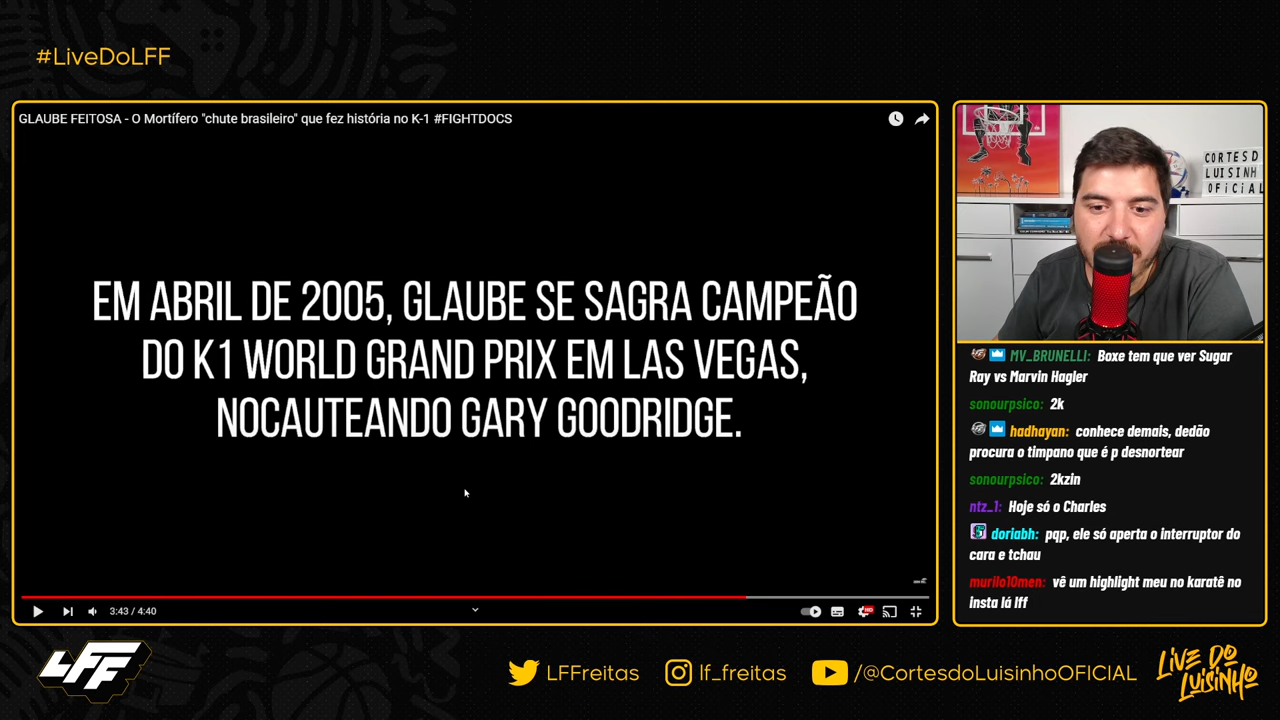 #LiveDoLFF
GLAUBE FEITOSA - O Mortífero "chute brasileiro" que fez história no K-1 #FIGHTDOCS
EM ABRIL DE 2005, GLAUBE SE SAGRA CAMPEÃO
DO K1 WORLD GRAND PRIX EM LAS VEGAS,
NOCAUTEANDO GARY GOODRIDGE.
3:43 / 4:40
HD
CORTESD
LUISINH
OFiCiAL
MV_BRUNELLI: Boxe tem que ver Sugar
Ray vs Marvin Hagler
sonourpsico: 2k
hadhayan: conhece demais, dedão
procura o timpano que é p desnortear
sonourpsico: 2kzin
ntz_1: Hoje só o Charles
doriabh: pqp, ele só aperta o interruptor do
cara e tchau
murilo10men: vê um highlight meu no karatê no
insta lá lff
LFF
LFFreitas
lf_freitas
/@CortesdoLuisinhoOFICIAL
LiVE DO
LUiSiNHO